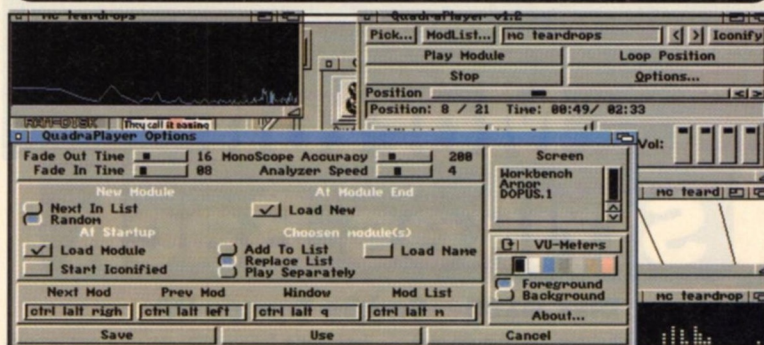 mc teardrops
QuadraPlayer v1.2
Pick... ModList... mc teardrops < > Iconify
Play Module Loop Position
Stop Options...
Position < >
Position: 8 / 21 Time: 00:49/ 02:33
RAM-DISK They call it
Vol:
QuadraPlayer Options
Fade Out Time 16 MonoScope Accuracy 200
Fade In Time 08 Analyzer Speed 4
Screen
Workbench
Arnor
DOPUS.1
New Module At Module End
Next In List
Random
Load New
At Startup Choosen module(s)
Load Module
Start Iconified
Add To List
Replace List
Play Separately
Load Name
VU-Meters
Foreground
Background
Next Mod Prev Mod Window Mod List
ctrl lalt righ ctrl lalt left ctrl lalt q ctrl lalt m
About...
Save Use Cancel
mc teard
mc teardrop